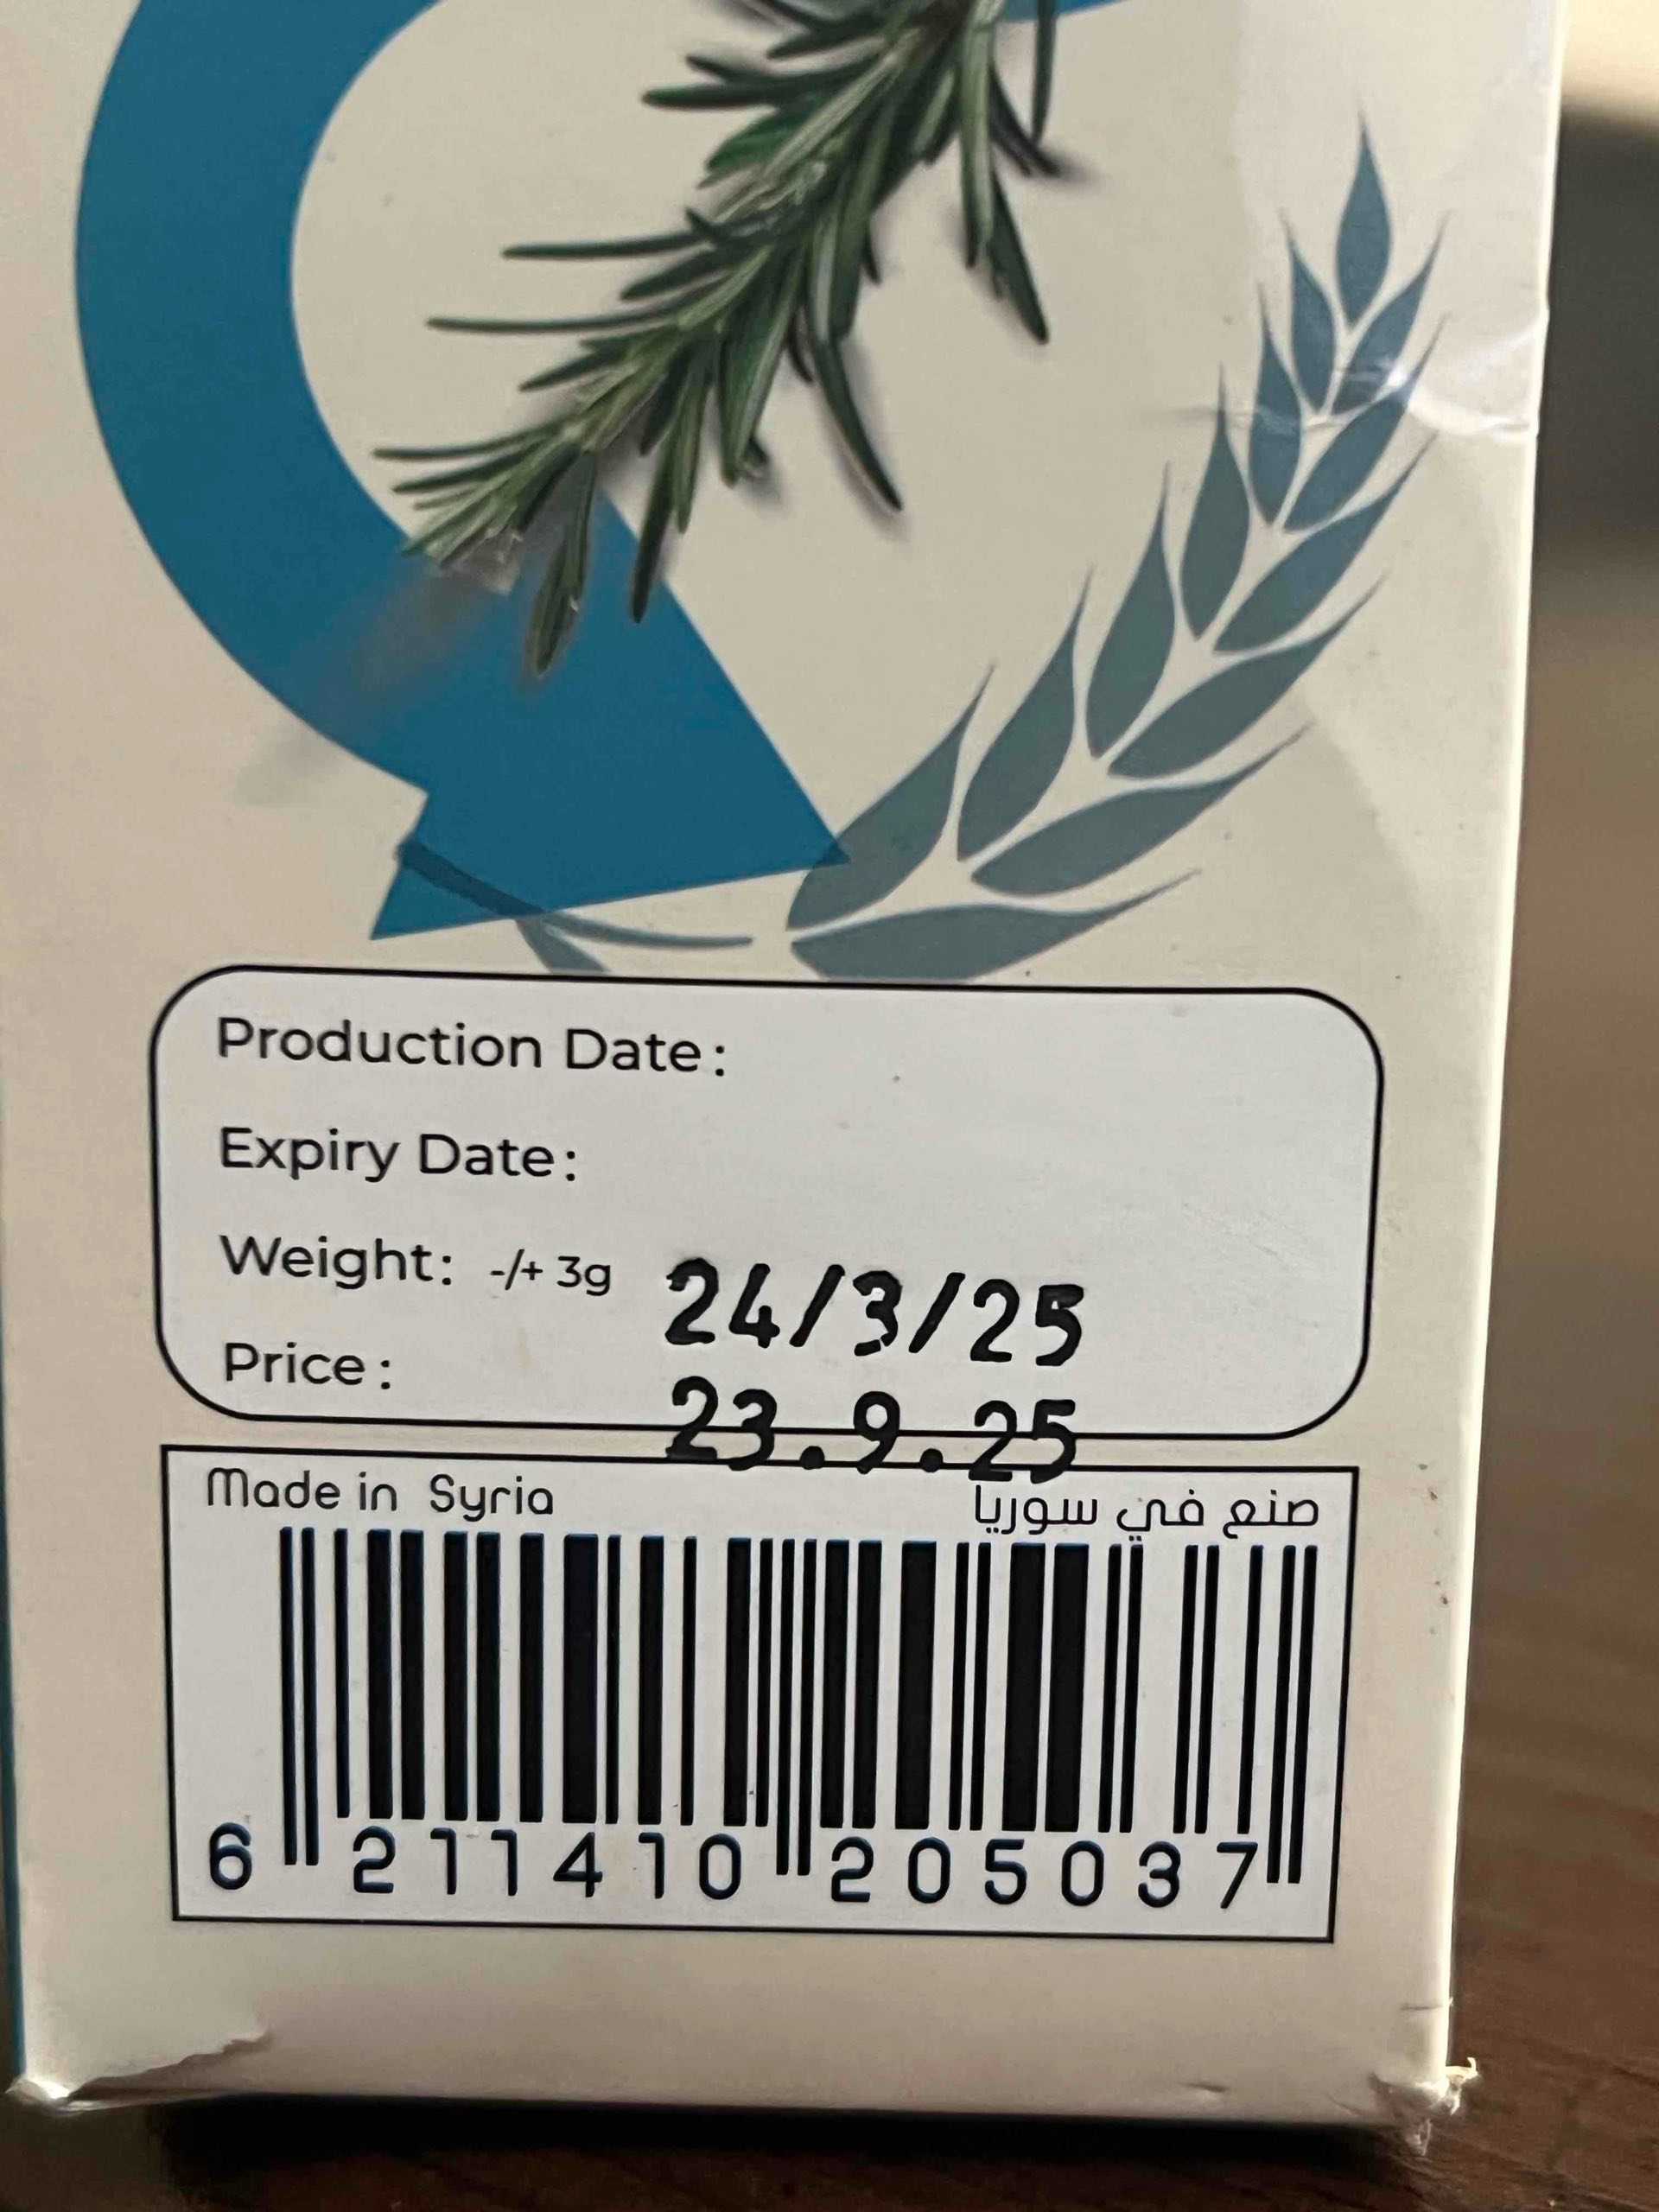 Production Date:
Expiry Date:
Weight: -/+ 3g
24/3/25
Price:
23.9.25
Made in Syria
صنع في سوريا
6 211410 205037